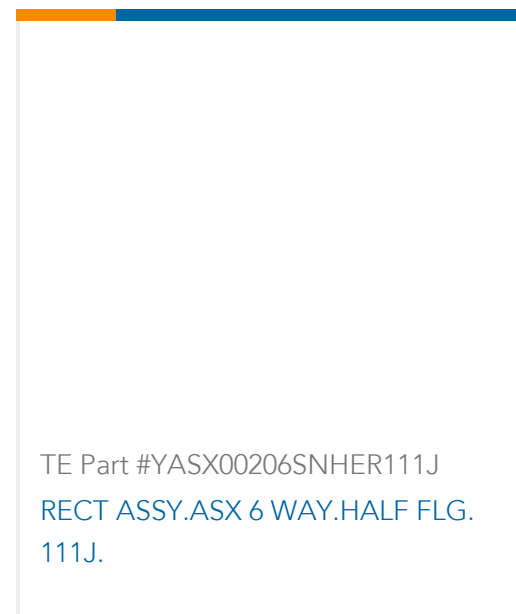 TE Part #YASX00206SNHER111J
RECT ASSY.ASX 6 WAY.HALF FLG.
111J.